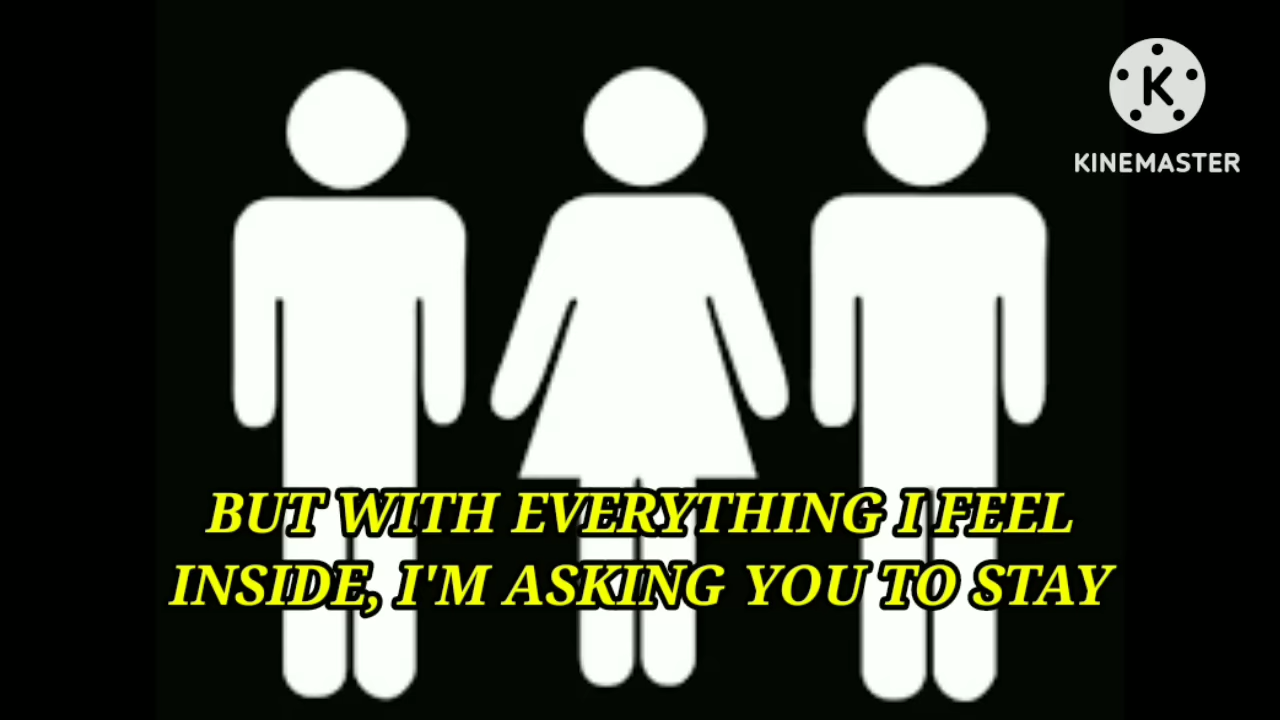 K
KINEMASTER
BUT WITH EVERYTHING I FEEL
INSIDE, I'M ASKING YOU TO STAY